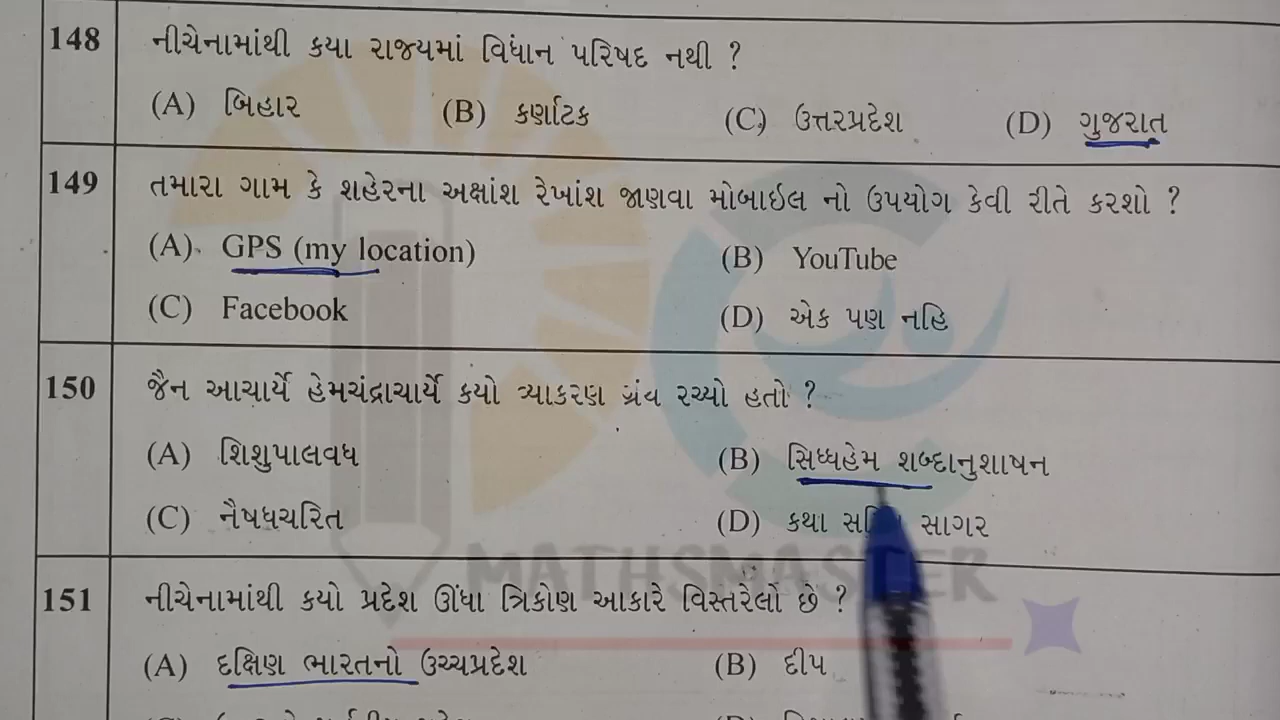 148 નીચેનામાંથી કયા રાજ્યમાં વિધાન પરિષદ નથી ?
(A) બિહાર (B) કર્ણાટક (C) ઉત્તરપ્રદેશ (D) ગુજરાત
149 તમારા ગામ કે શહેરના અક્ષાંશ રેખાંશ જાણવા મોબાઈલ નો ઉપયોગ કેવી રીતે કરશો ?
(A) GPS (my location) (B) YouTube
(C) Facebook (D) એક પણ નહિ
150 જૈન આચાર્યે હેમચંદ્રાચાર્યે કયો વ્યાકરણ ગ્રંથ રચ્યો હતો ?
(A) શિશુપાલવધ (B) સિધ્ધહેમ શબ્દાનુશાષન
(C) નૈષધચરિત (D) કથા સાગર
MATHSMASTER
151 નીચેનામાંથી કયો પ્રદેશ ઊંધા ત્રિકોણ આકારે વિસ્તરેલો છે ?
(A) દક્ષિણ ભારતનો ઉચ્ચપ્રદેશ (B) દીપ